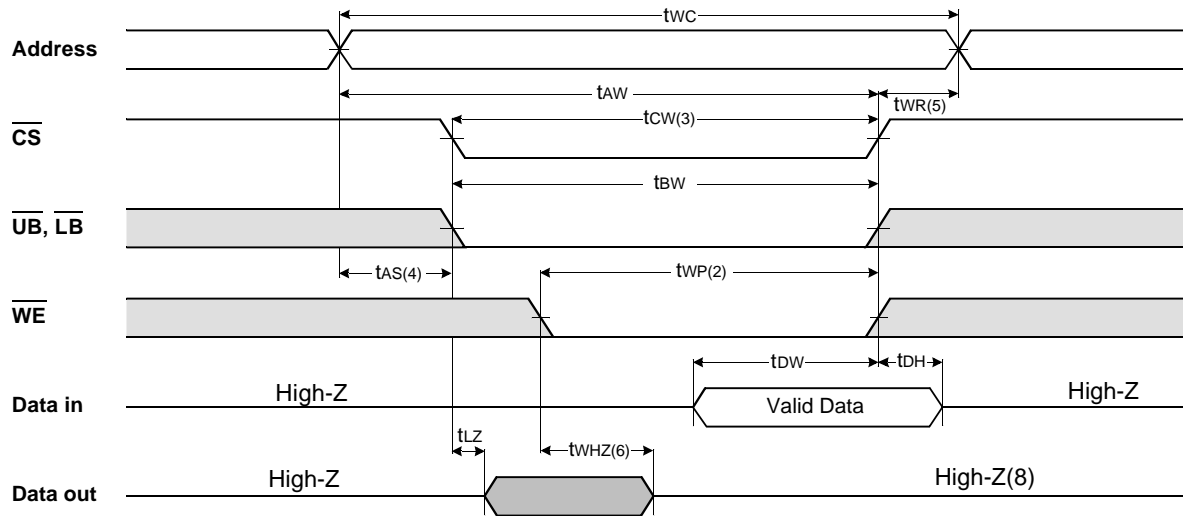 tWC
Address
tAW
tWR(5)
tCW(3)
CS
tBW
UB, LB
tAS(4)
tWP(2)
WE
tDW
tDH
High-Z
High-Z
Data in
Valid Data
tLZ
tWHZ(6)
High-Z
High-Z(8)
Data out